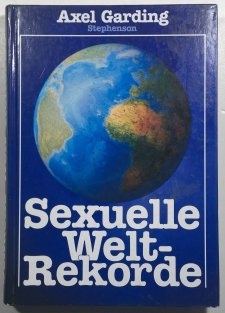 Axel Garding
Stephenson
Sexuelle
Welt-
Rekorde